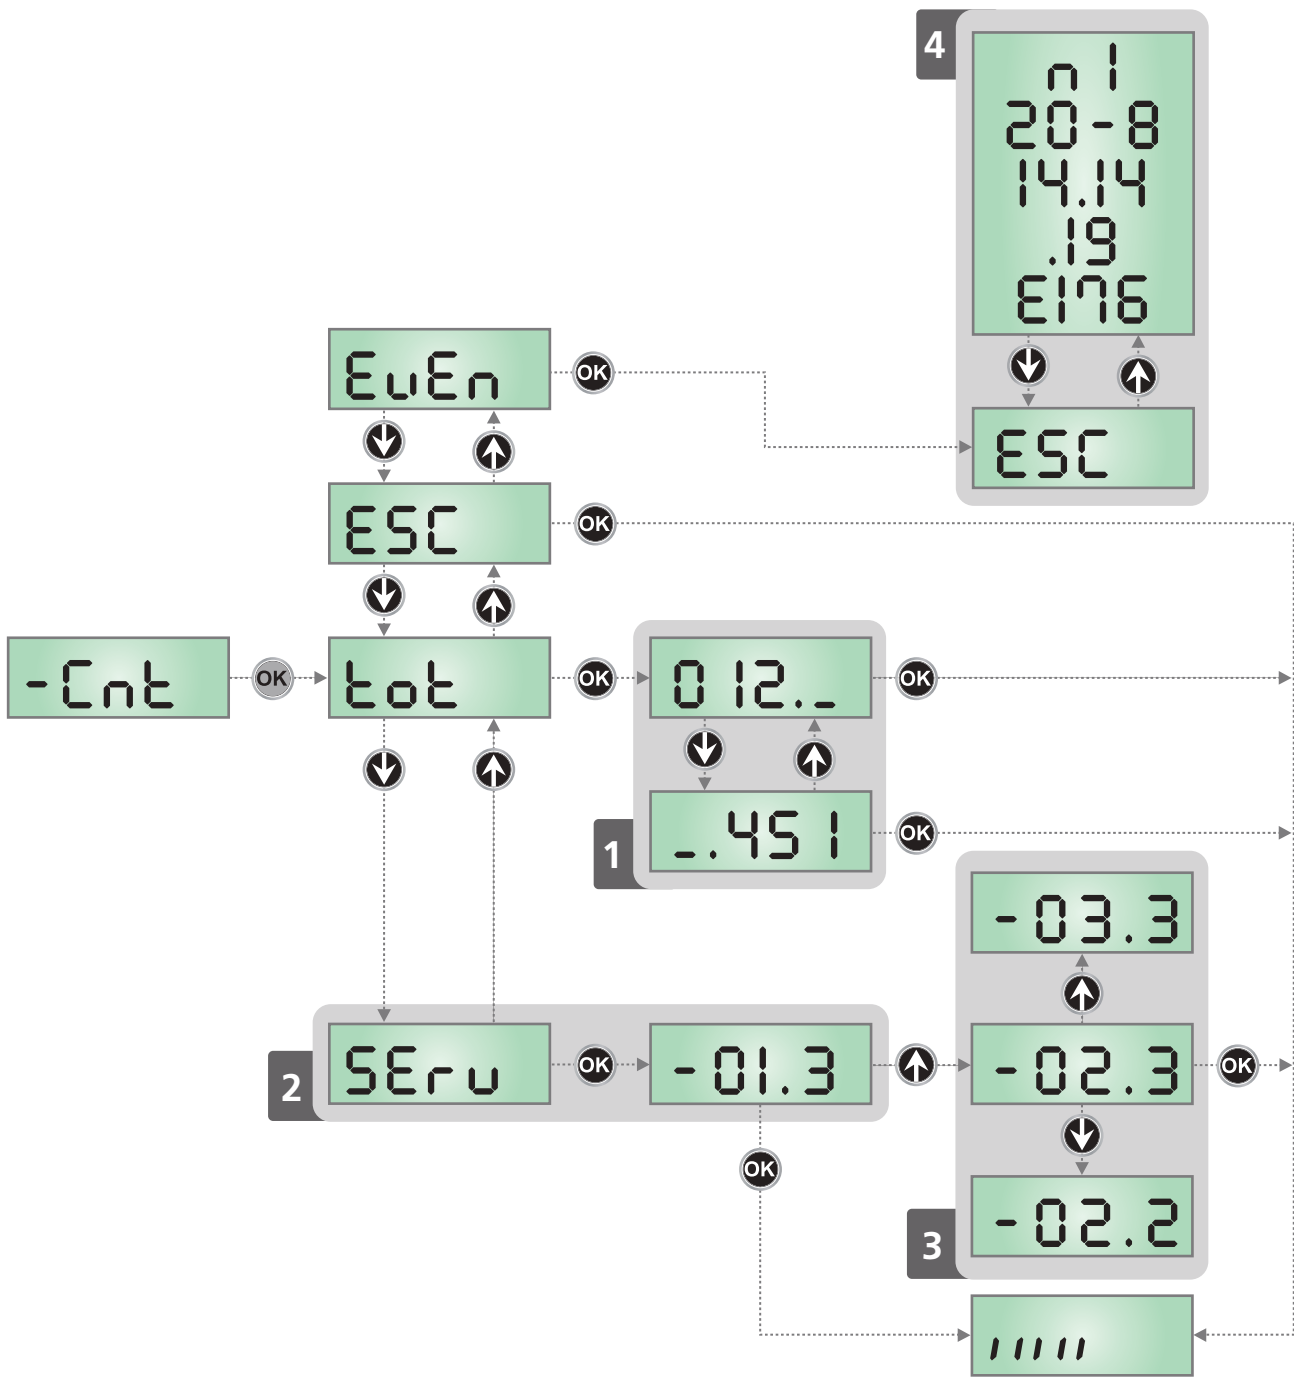 4
n1
20-8
14.14
.19
E176
EvEn
OK
ESC
ESC
OK
-Cnt
OK
tot
OK
012._
OK
1
_.451
OK
-03.3
2
SErv
OK
-01.3
-02.3
OK
OK
3
-02.2
,,,,,